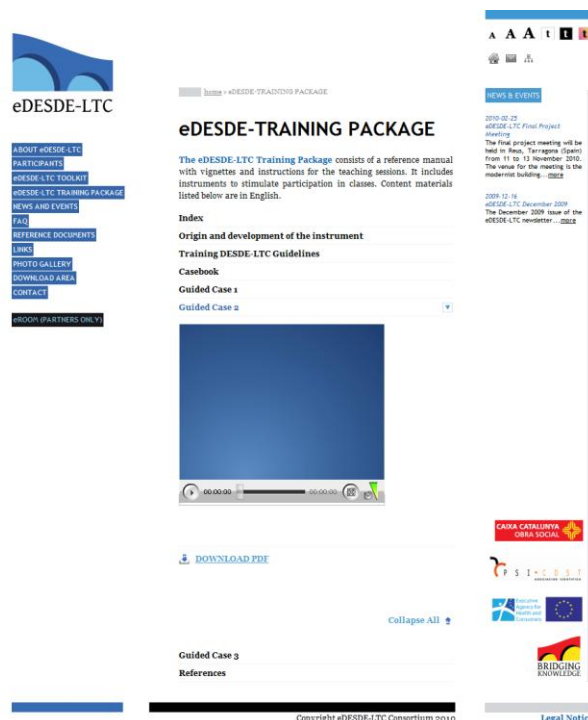 eDESDE-LTC
ABOUT eDESDE-LTC
PARTICIPANTS
eDESDE-LTC TOOLKIT
eDESDE-LTC TRAINING PACKAGE
NEWS AND EVENTS
FAQ
REFERENCE DOCUMENTS
LINKS
PHOTO GALLERY
DOWNLOAD AREA
CONTACT
eROOM (PARTNERS ONLY)
home » eDESDE-TRAINING PACKAGE
eDESDE-TRAINING PACKAGE
The eDESDE-LTC Training Package consists of a reference manual
with vignettes and instructions for the teaching sessions. It includes
instruments to stimulate participation in classes. Content materials
listed below are in English.
Index
Origin and development of the instrument
Training DESDE-LTC Guidelines
Casebook
Guided Case 1
Guided Case 2
00:00:00 00:00:00
DOWNLOAD PDF
Collapse All
Guided Case 3
References
A A A t t t
NEWS & EVENTS
2010-02-25
eDESDE-LTC Final Project
Meeting
The final project meeting will be
held in Reus, Tarragona (Spain)
from 11 to 13 November 2010.
The venue for the meeting is the
modernist building... more
2009-12-16
eDESDE-LTC December 2009
The December 2009 issue of the
eDESDE-LTC newsletter ... more
CAIXA CATALUNYA
OBRA SOCIAL
PSICOST
Executive
Agency for
Health and
Consumers
BRIDGING
KNOWLEDGE
Copyright eDESDE-LTC Consortium 2010
Legal Notic